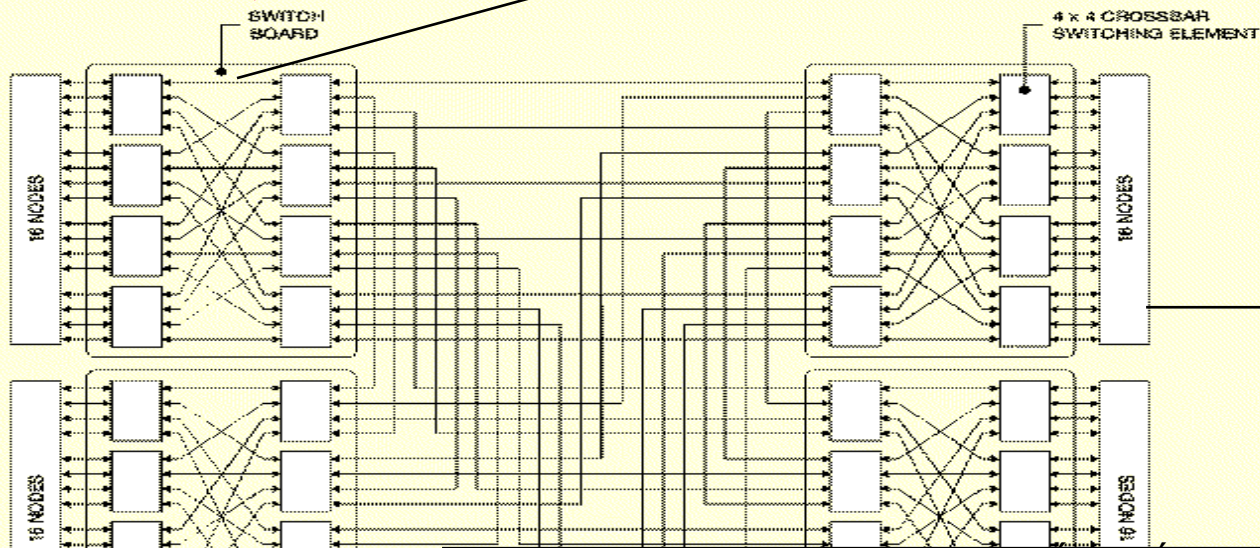 SWITCH
BOARD
4 x 4 CROSSBAR
SWITCHING ELEMENT
16 NODES
16 NODES
16 NODES
16 NODES